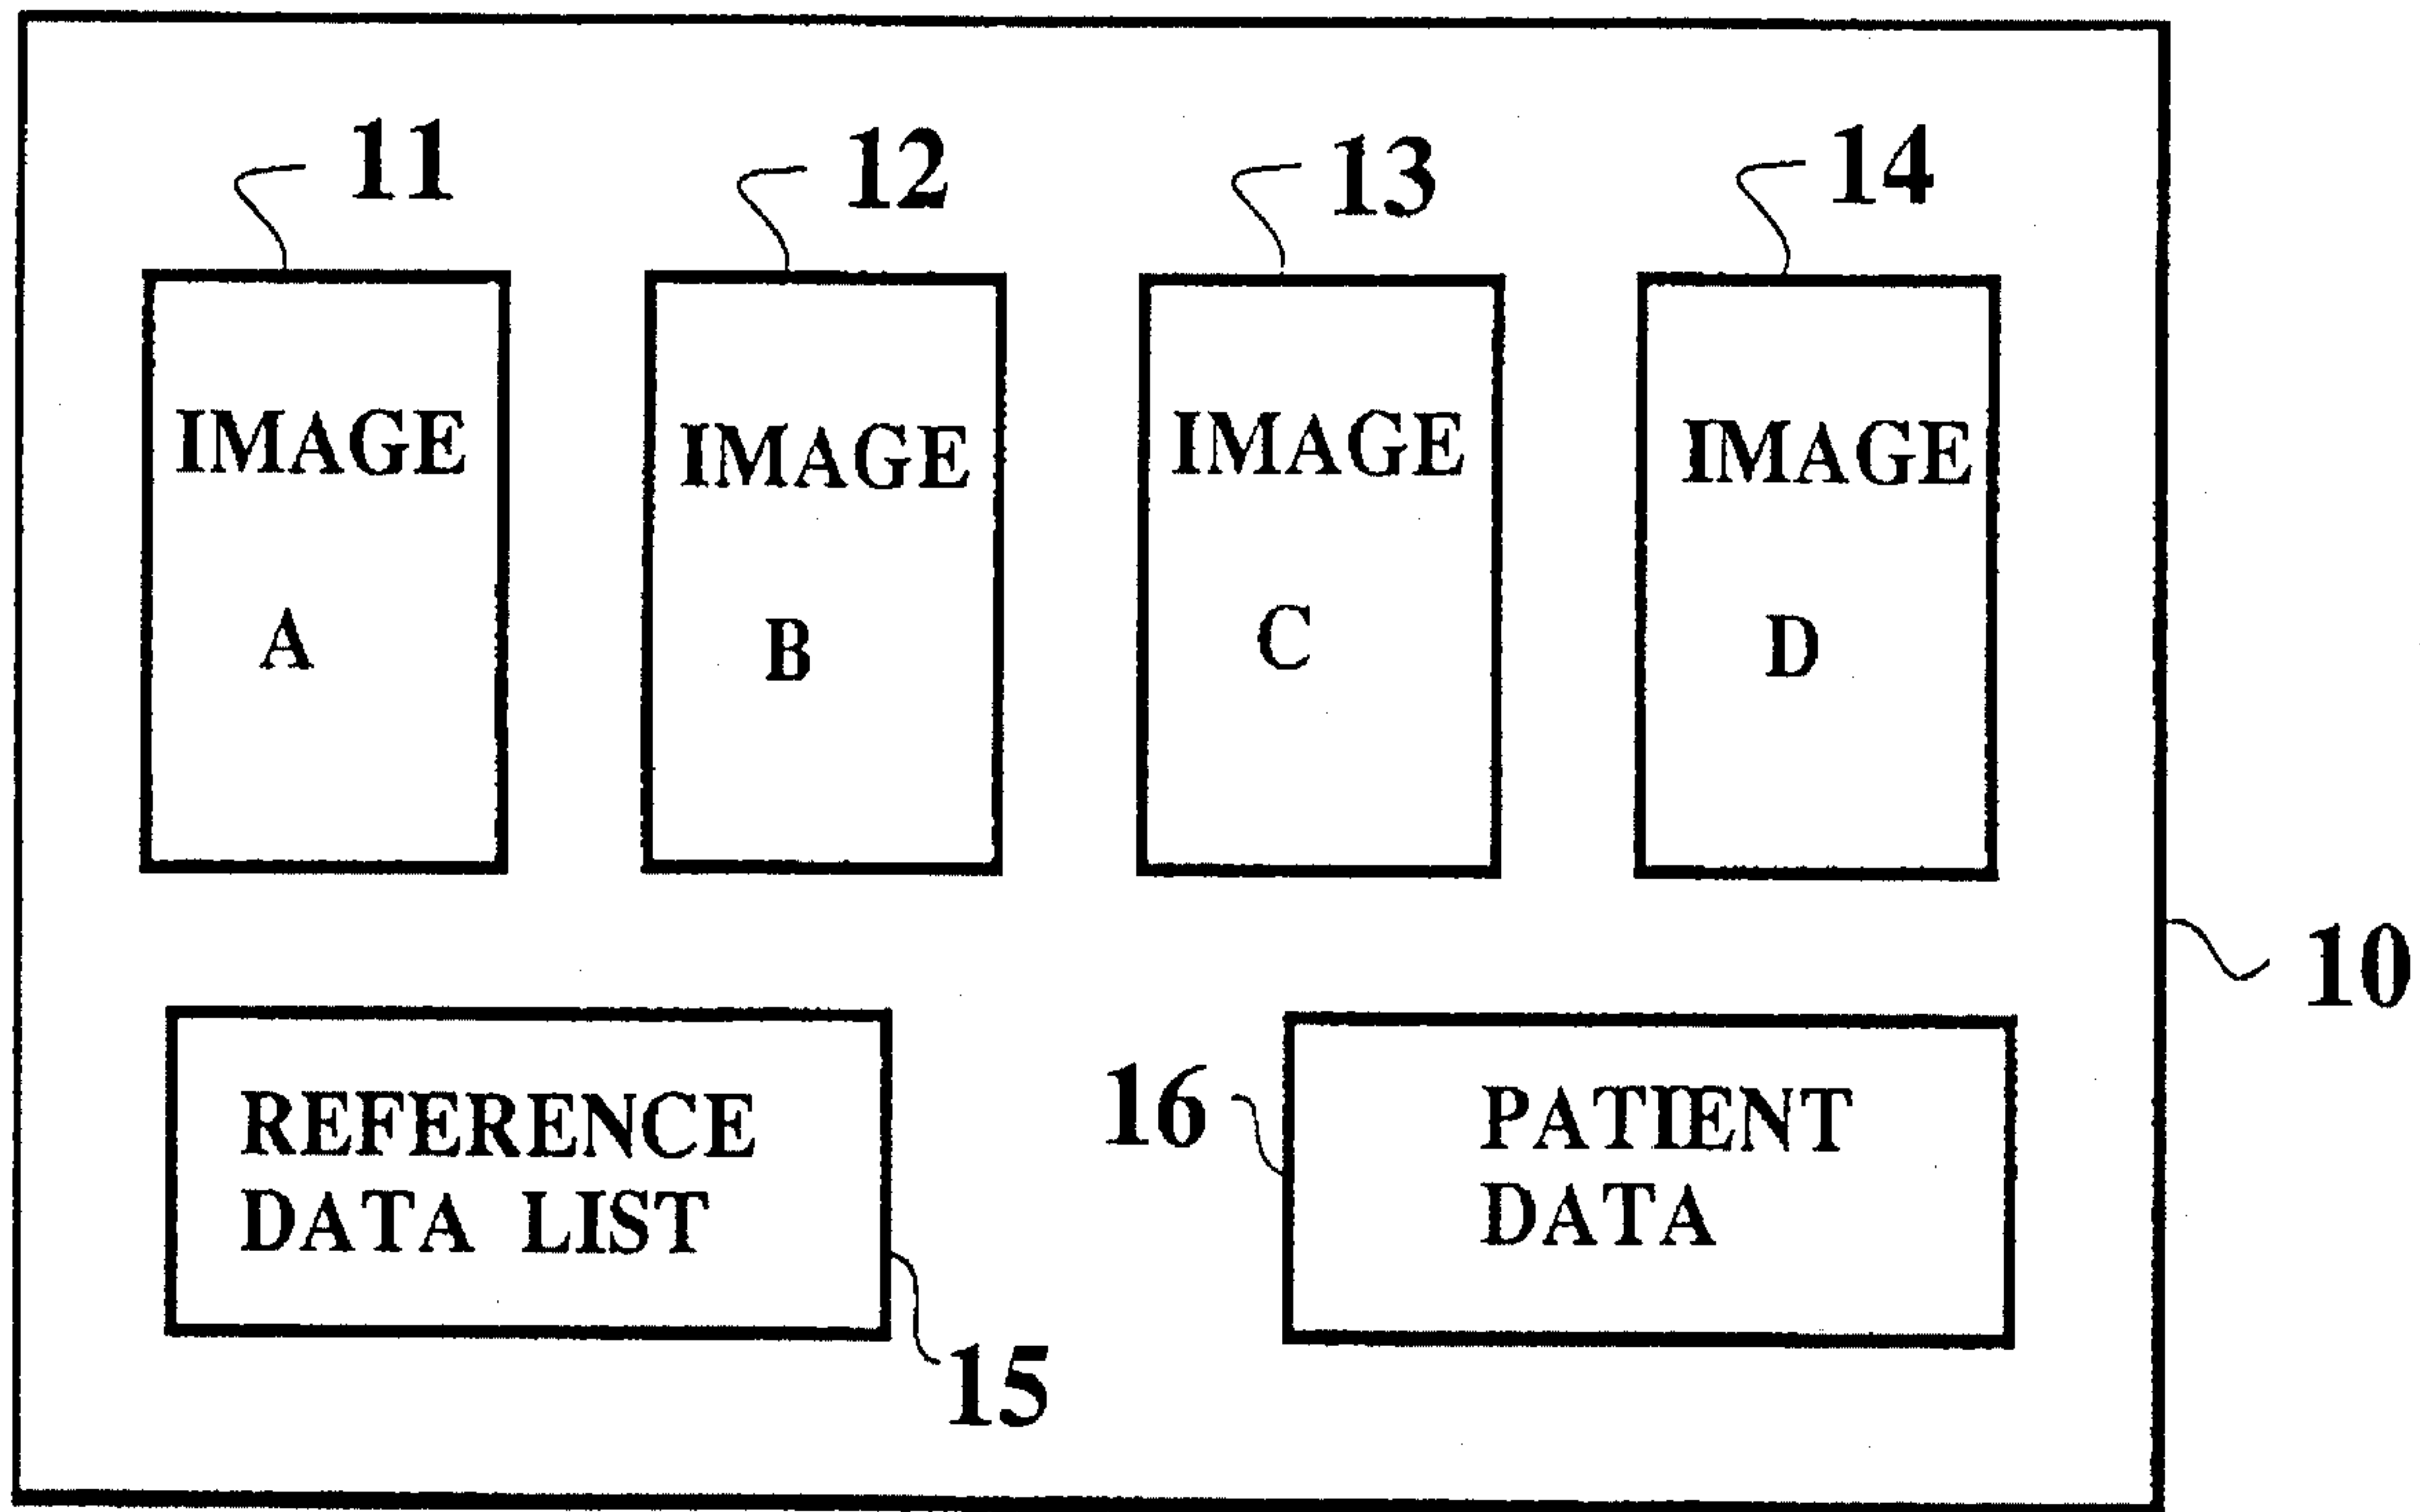 11
12
13
14
IMAGE
A
IMAGE
B
IMAGE
C
IMAGE
D
10
REFERENCE
DATA LIST
15
16
PATIENT
DATA